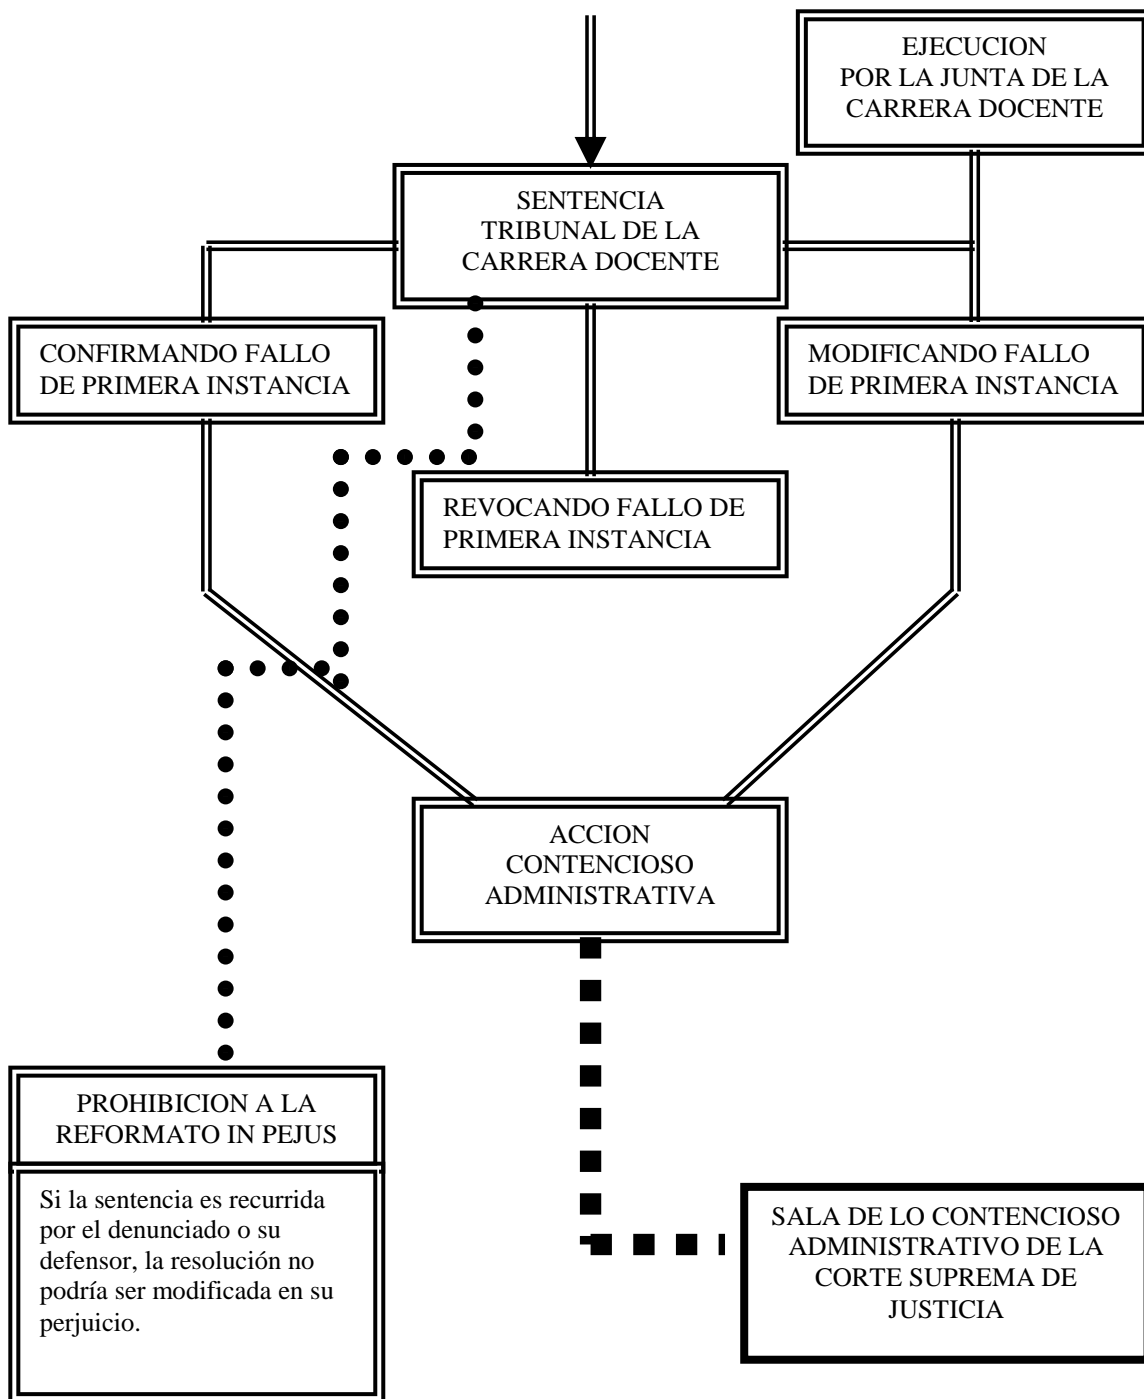 EJECUCION
POR LA JUNTA DE LA
CARRERA DOCENTE
SENTENCIA
TRIBUNAL DE LA
CARRERA DOCENTE
CONFIRMANDO FALLO
DE PRIMERA INSTANCIA
MODIFICANDO FALLO
DE PRIMERA INSTANCIA
REVOCANDO FALLO DE
PRIMERA INSTANCIA
ACCION
CONTENCIOSO
ADMINISTRATIVA
PROHIBICION A LA
REFORMATO IN PEJUS
Si la sentencia es recurrida
por el denunciado o su
defensor, la resolución no
podría ser modificada en su
perjuicio.
SALA DE LO CONTENCIOSO
ADMINISTRATIVO DE LA
CORTE SUPREMA DE
JUSTICIA